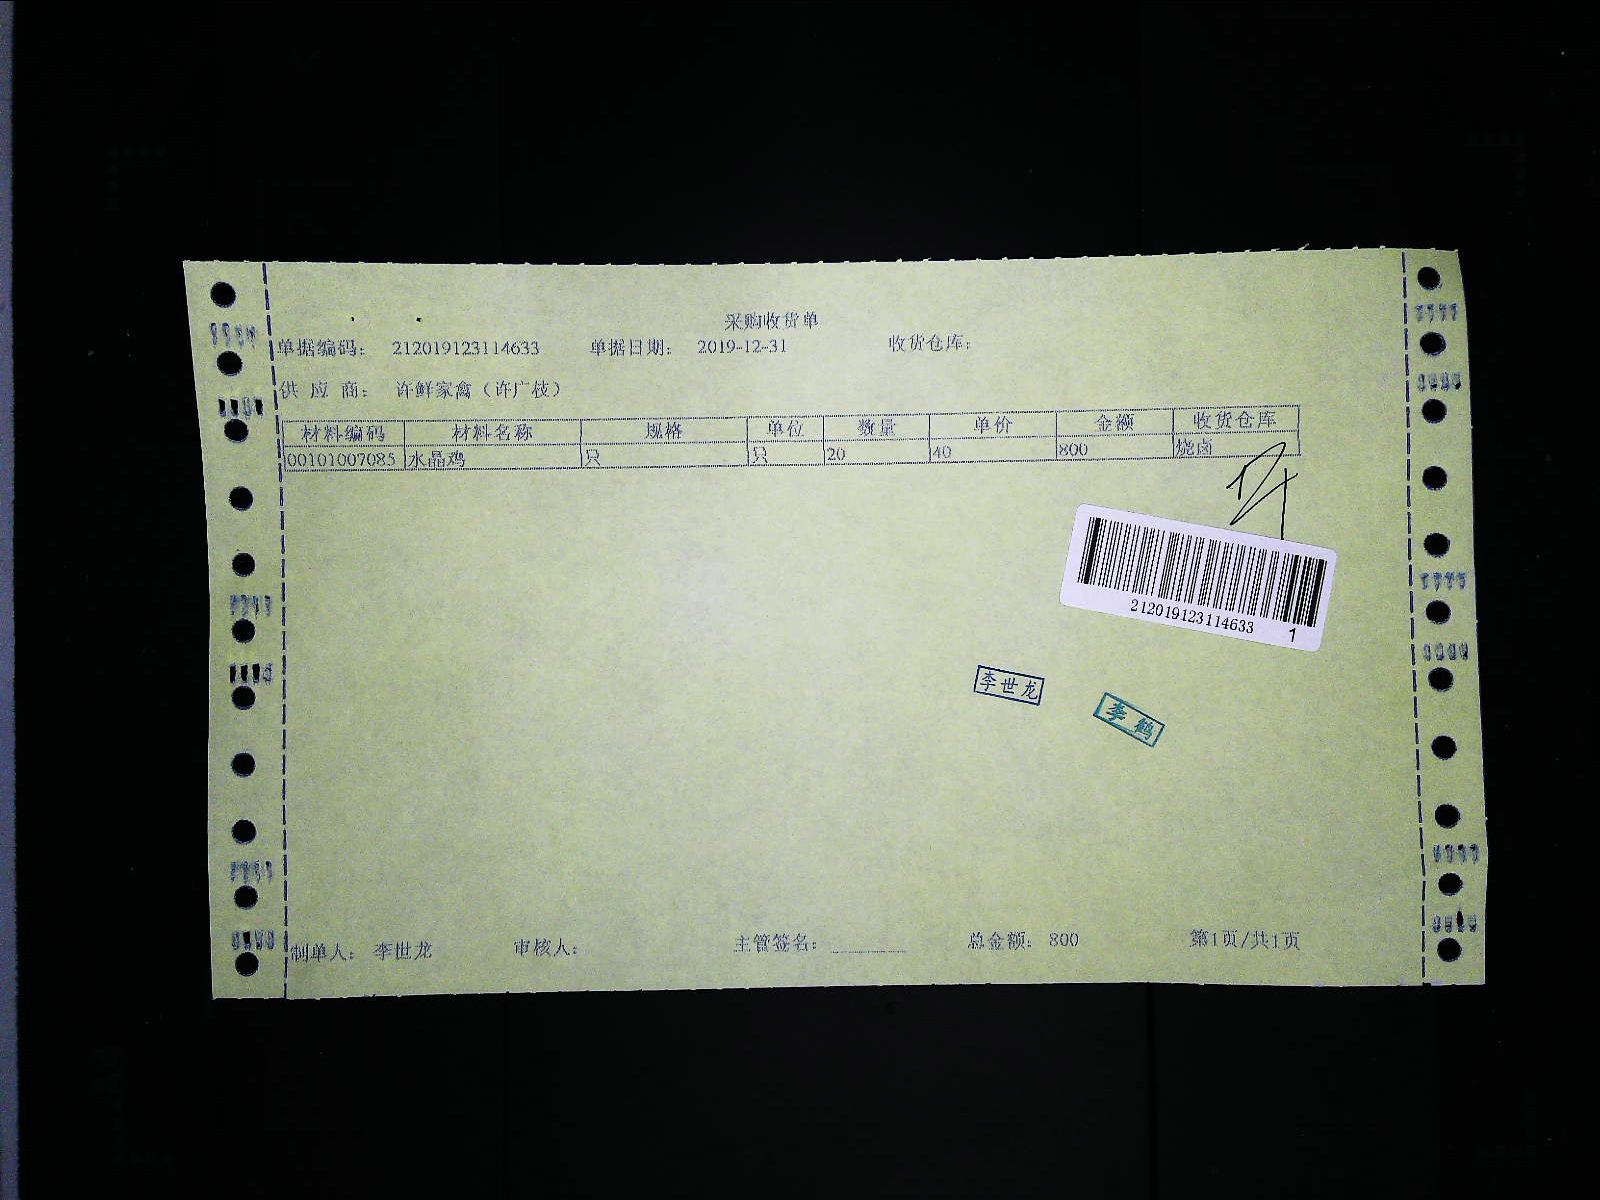 采购收货单
单据编码： 212019123114633 单据日期： 2019-12-31 收货仓库：
供 应 商： 许鲜家禽（许广枝）
材料编码 材料名称 规格 单位 数量 单价 金额 收货仓库
00101007085 水晶鸡 只 只 20 40 800 烧卤
212019123114633 1
李世龙
李鹤
制单人： 李世龙 审核人： 主管签名： ________ 总金额： 800 第1页/共1页